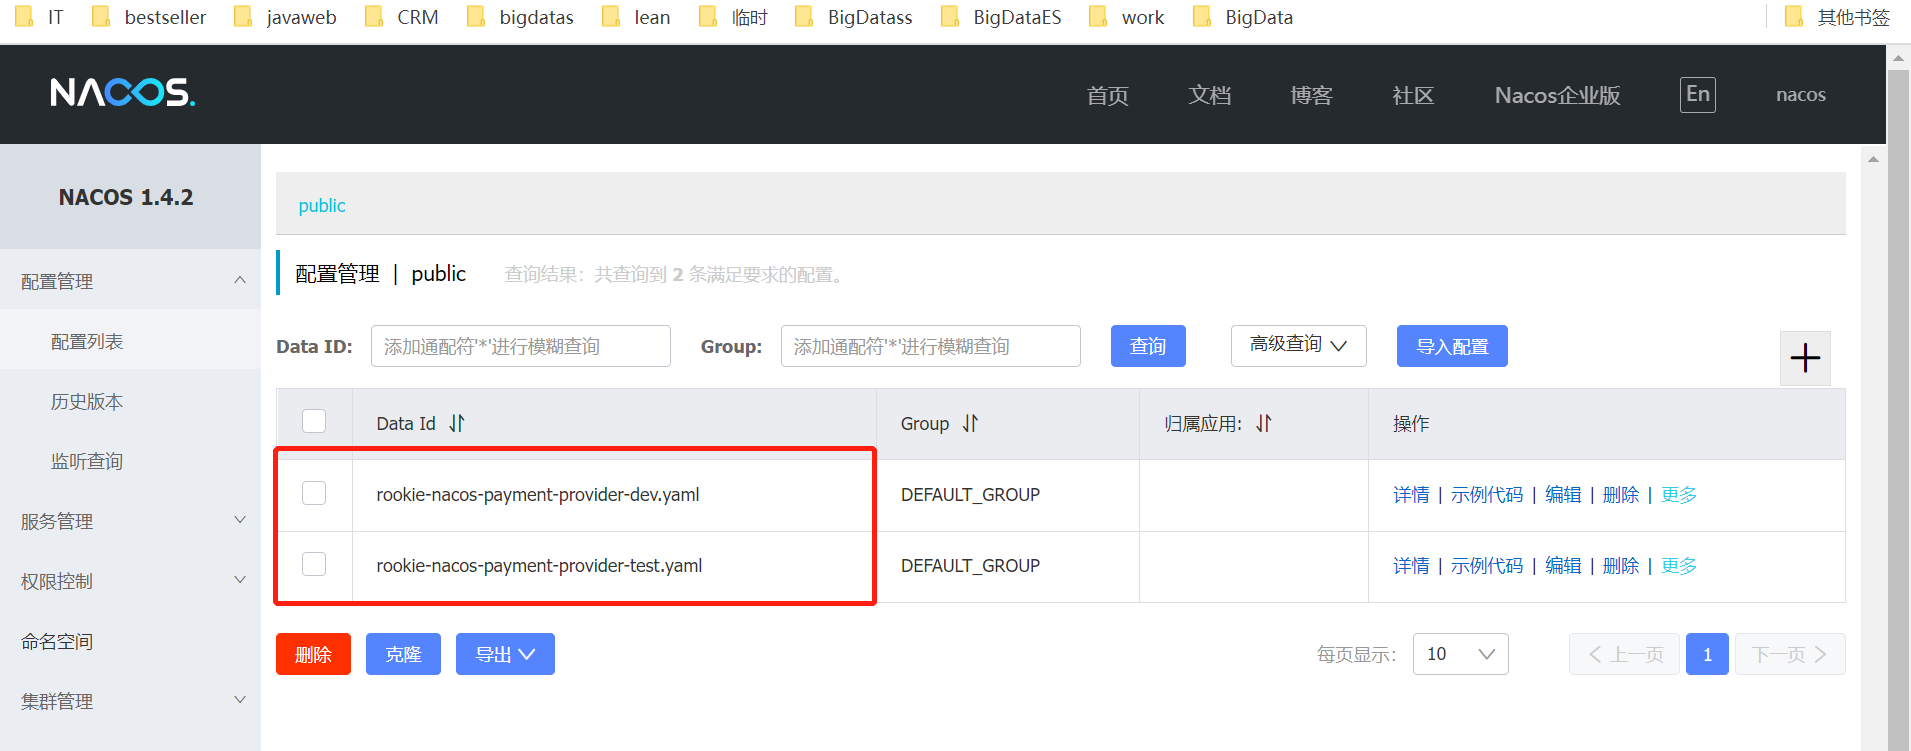 IT bestseller javaweb CRM bigdatas lean 临时 BigDatass BigDataES work BigData 其他书签
NACOS. 首页 文档 博客 社区 Nacos企业版 En nacos
NACOS 1.4.2
配置管理
配置列表
历史版本
监听查询
服务管理
权限控制
命名空间
集群管理
public
配置管理 | public 查询结果：共查询到 2 条满足要求的配置。
Data ID: 添加通配符'*'进行模糊查询 Group: 添加通配符'*'进行模糊查询 查询 高级查询 导入配置
Data Id Group 归属应用: 操作
rookie-nacos-payment-provider-dev.yaml DEFAULT_GROUP 详情 | 示例代码 | 编辑 | 删除 | 更多
rookie-nacos-payment-provider-test.yaml DEFAULT_GROUP 详情 | 示例代码 | 编辑 | 删除 | 更多
删除 克隆 导出 每页显示: 10 上一页 1 下一页